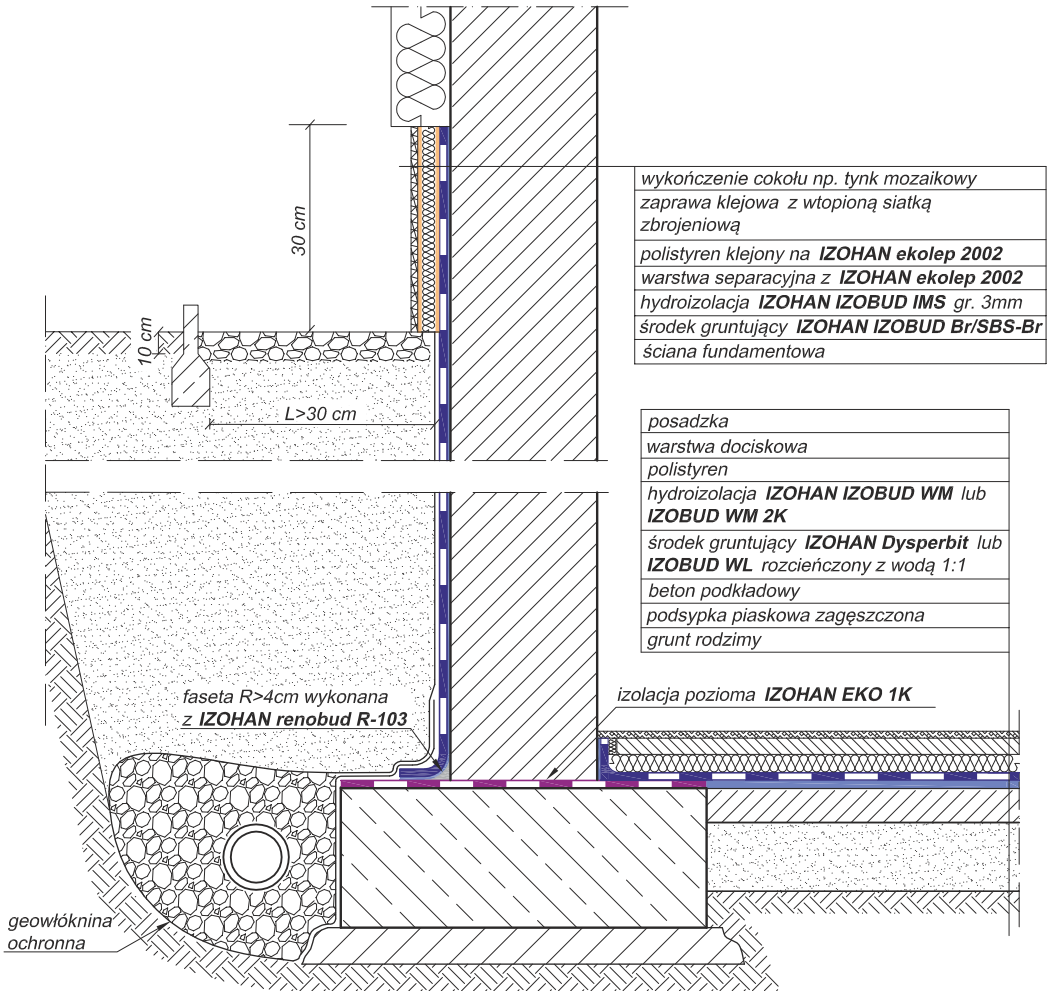 30 cm
10 cm
L>30 cm
wykończenie cokołu np. tynk mozaikowy
zaprawa klejowa z wtopioną siatką
zbrojeniową
polistyren klejony na IZOHAN ekolep 2002
warstwa separacyjna z IZOHAN ekolep 2002
hydroizolacja IZOHAN IZOBUD IMS gr. 3mm
środek gruntujący IZOHAN IZOBUD Br/SBS-Br
ściana fundamentowa
posadzka
warstwa dociskowa
polistyren
hydroizolacja IZOHAN IZOBUD WM lub
IZOBUD WM 2K
środek gruntujący IZOHAN Dysperbit lub
IZOBUD WL rozcieńczony z wodą 1:1
beton podkładowy
podsypka piaskowa zagęszczona
grunt rodzimy
faseta R>4cm wykonana
z IZOHAN renobud R-103
izolacja pozioma IZOHAN EKO 1K
geowłóknina
ochronna